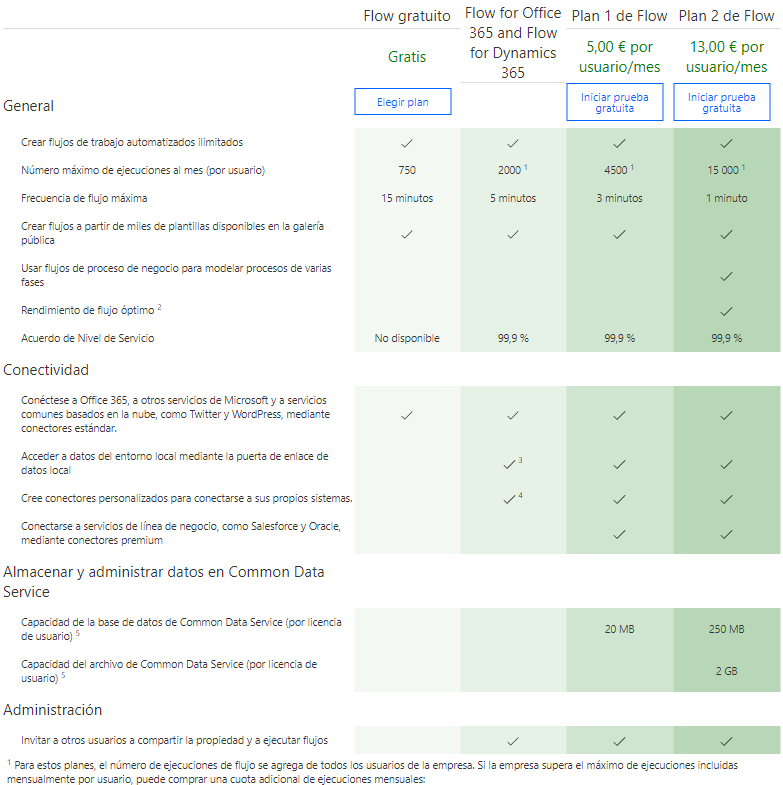 Flow gratuito
Flow for Office
365 and Flow
for Dynamics
365
Plan 1 de Flow
Plan 2 de Flow
Gratis
5,00 € por
usuario/mes
13,00 € por
usuario/mes
General
Elegir plan
Iniciar prueba
gratuita
Iniciar prueba
gratuita
Crear flujos de trabajo automatizados ilimitados ✓ ✓ ✓ ✓
Número máximo de ejecuciones al mes (por usuario) 750 2000 ¹ 4500 ¹ 15 000 ¹
Frecuencia de flujo máxima 15 minutos 5 minutos 3 minutos 1 minuto
Crear flujos a partir de miles de plantillas disponibles en la galería
pública ✓ ✓ ✓ ✓
Usar flujos de proceso de negocio para modelar procesos de varias
fases ✓
Rendimiento de flujo óptimo ² ✓
Acuerdo de Nivel de Servicio No disponible 99,9 % 99,9 % 99,9 %
Conectividad
Conéctese a Office 365, a otros servicios de Microsoft y a servicios
comunes basados en la nube, como Twitter y WordPress, mediante
conectores estándar. ✓ ✓ ✓ ✓
Acceder a datos del entorno local mediante la puerta de enlace de
datos local ✓ ³ ✓ ✓
Cree conectores personalizados para conectarse a sus propios sistemas. ✓ ⁴ ✓ ✓
Conectarse a servicios de línea de negocio, como Salesforce y Oracle,
mediante conectores premium ✓ ✓
Almacenar y administrar datos en Common Data
Service
Capacidad de la base de datos de Common Data Service (por licencia
de usuario) ⁵ 20 MB 250 MB
Capacidad del archivo de Common Data Service (por licencia de
usuario) ⁵ 2 GB
Administración
Invitar a otros usuarios a compartir la propiedad y a ejecutar flujos ✓ ✓ ✓
¹ Para estos planes, el número de ejecuciones de flujo se agrega de todos los usuarios de la empresa. Si la empresa supera el máximo de ejecuciones incluidas
mensualmente por usuario, puede comprar una cuota adicional de ejecuciones mensuales: